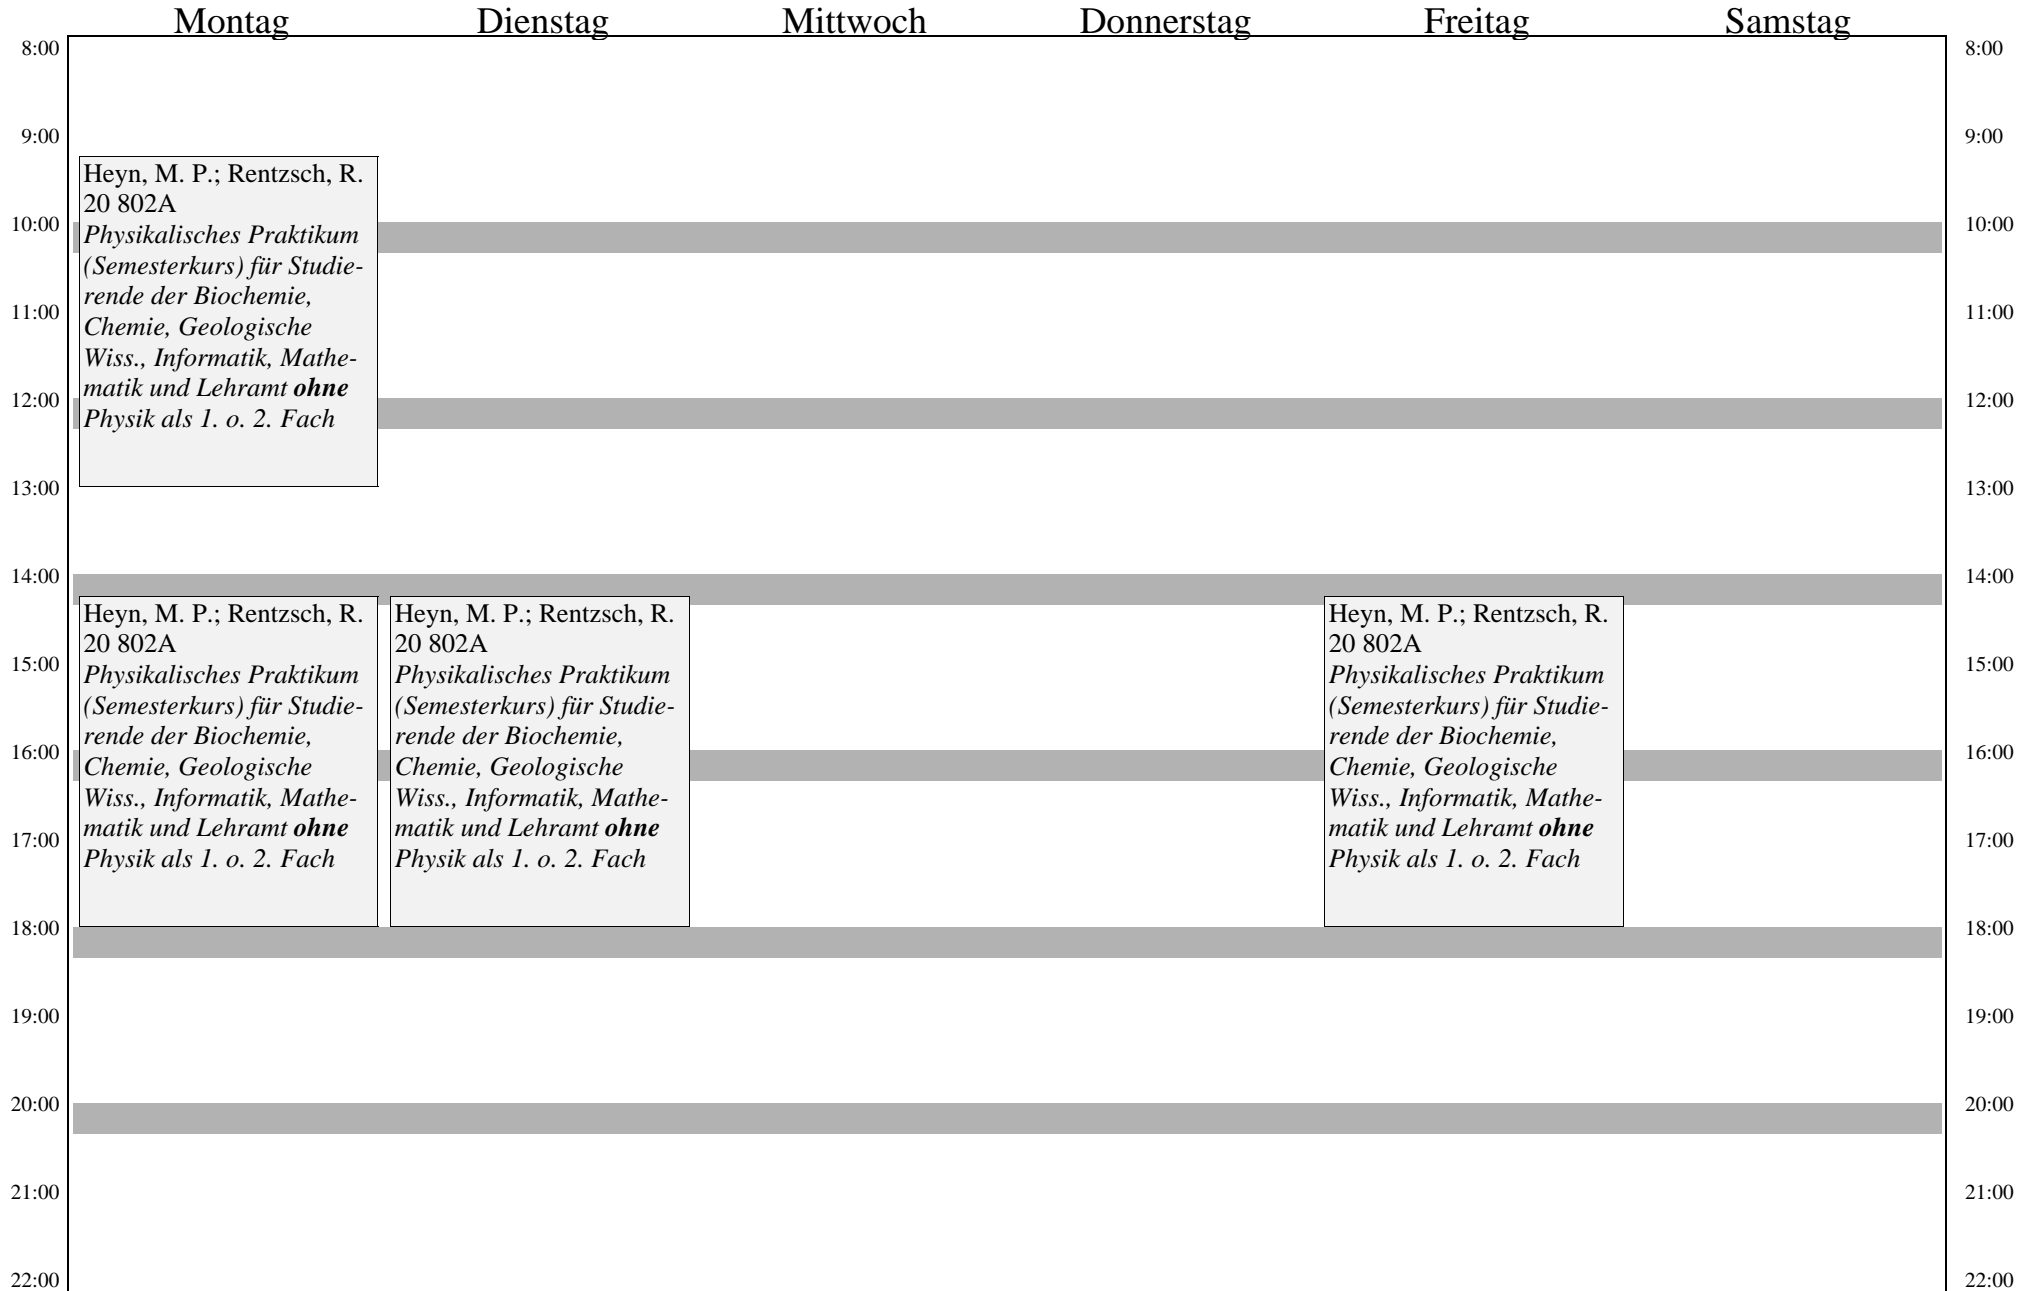 Montag Dienstag Mittwoch Donnerstag Freitag Samstag
8:00 8:00
9:00 9:00
Heyn, M. P.; Rentzsch, R.
20 802A
Physikalisches Praktikum
(Semesterkurs) für Studie-
rende der Biochemie,
Chemie, Geologische
Wiss., Informatik, Mathe-
matik und Lehramt ohne
Physik als 1. o. 2. Fach
10:00 10:00
11:00 11:00
12:00 12:00
13:00 13:00
14:00 14:00
Heyn, M. P.; Rentzsch, R.
20 802A
Physikalisches Praktikum
(Semesterkurs) für Studie-
rende der Biochemie,
Chemie, Geologische
Wiss., Informatik, Mathe-
matik und Lehramt ohne
Physik als 1. o. 2. Fach
Heyn, M. P.; Rentzsch, R.
20 802A
Physikalisches Praktikum
(Semesterkurs) für Studie-
rende der Biochemie,
Chemie, Geologische
Wiss., Informatik, Mathe-
matik und Lehramt ohne
Physik als 1. o. 2. Fach
Heyn, M. P.; Rentzsch, R.
20 802A
Physikalisches Praktikum
(Semesterkurs) für Studie-
rende der Biochemie,
Chemie, Geologische
Wiss., Informatik, Mathe-
matik und Lehramt ohne
Physik als 1. o. 2. Fach
15:00 15:00
16:00 16:00
17:00 17:00
18:00 18:00
19:00 19:00
20:00 20:00
21:00 21:00
22:00 22:00